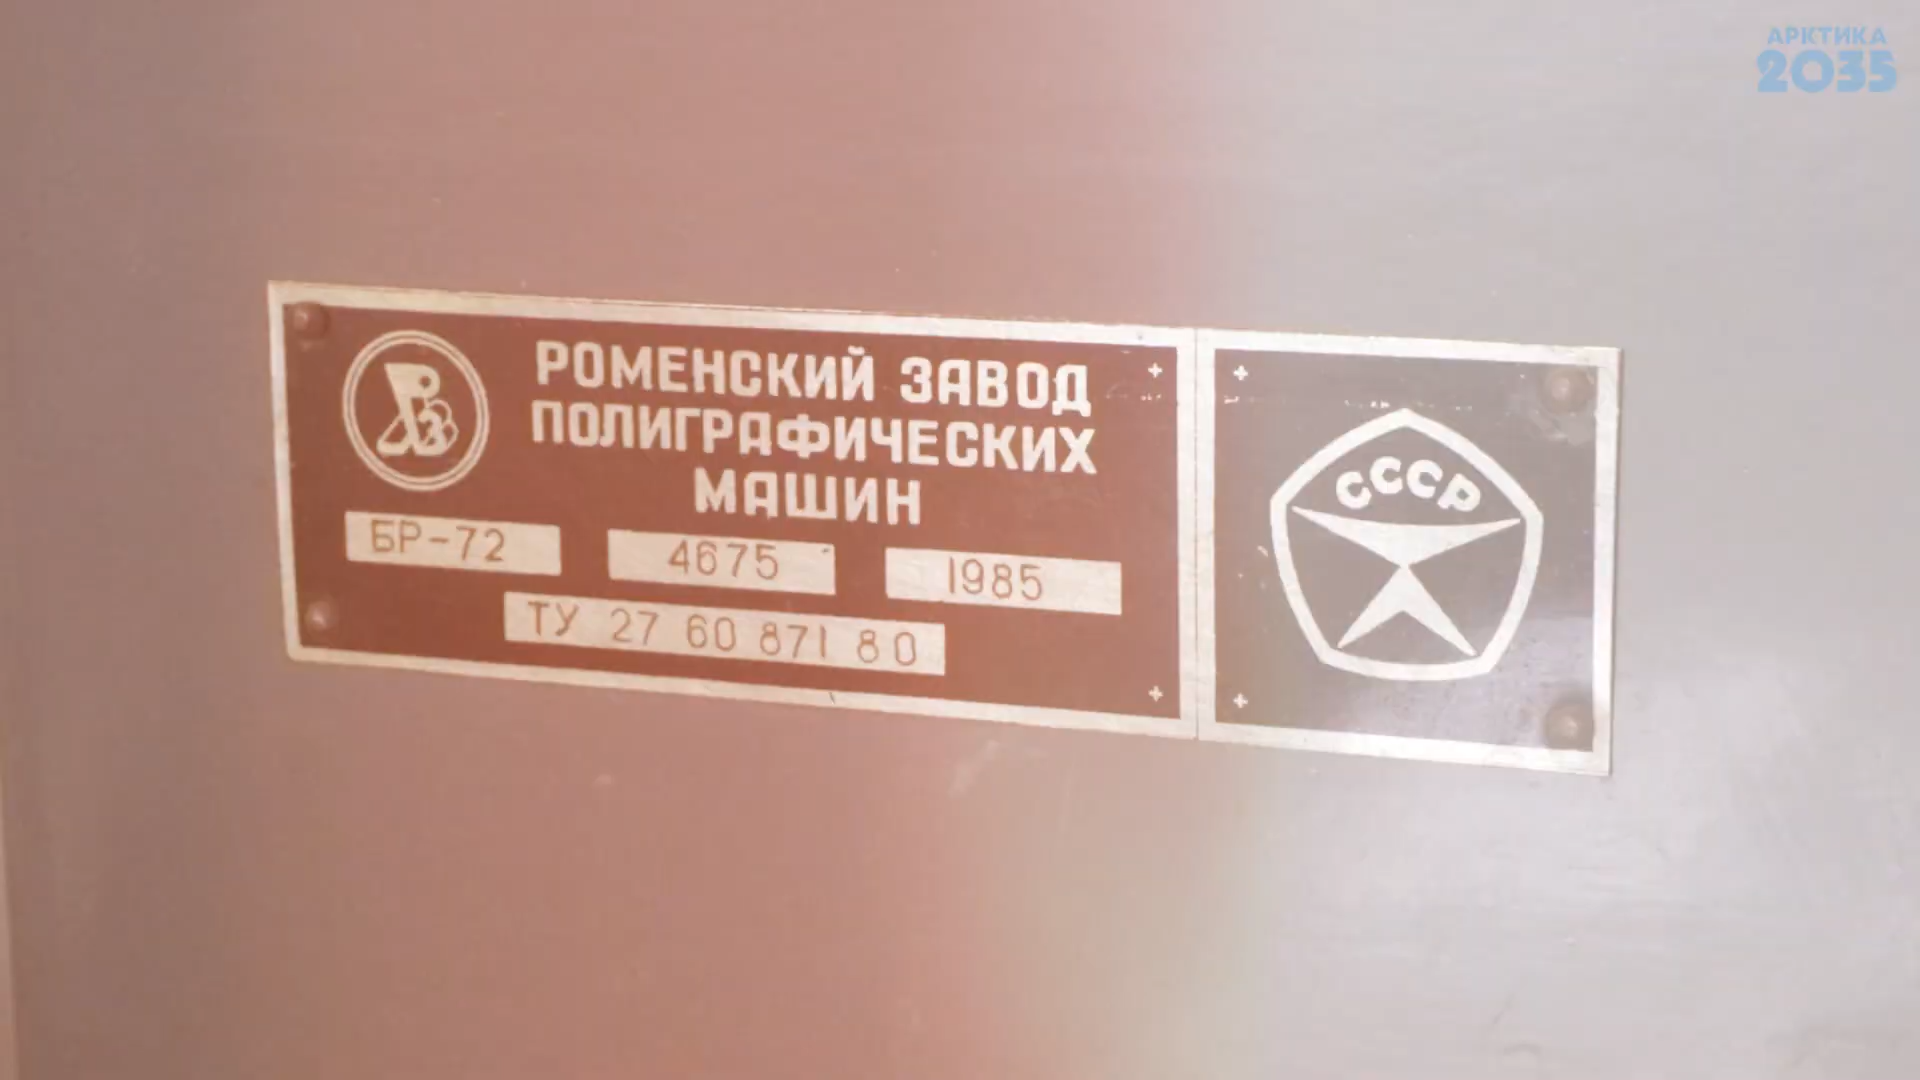 АРКТИКА
2035
РОМЕНСКИЙ ЗАВОД
ПОЛИГРАФИЧЕСКИХ
МАШИН
БР-72 4675 1985
ТУ 27 60 871 80
СССР